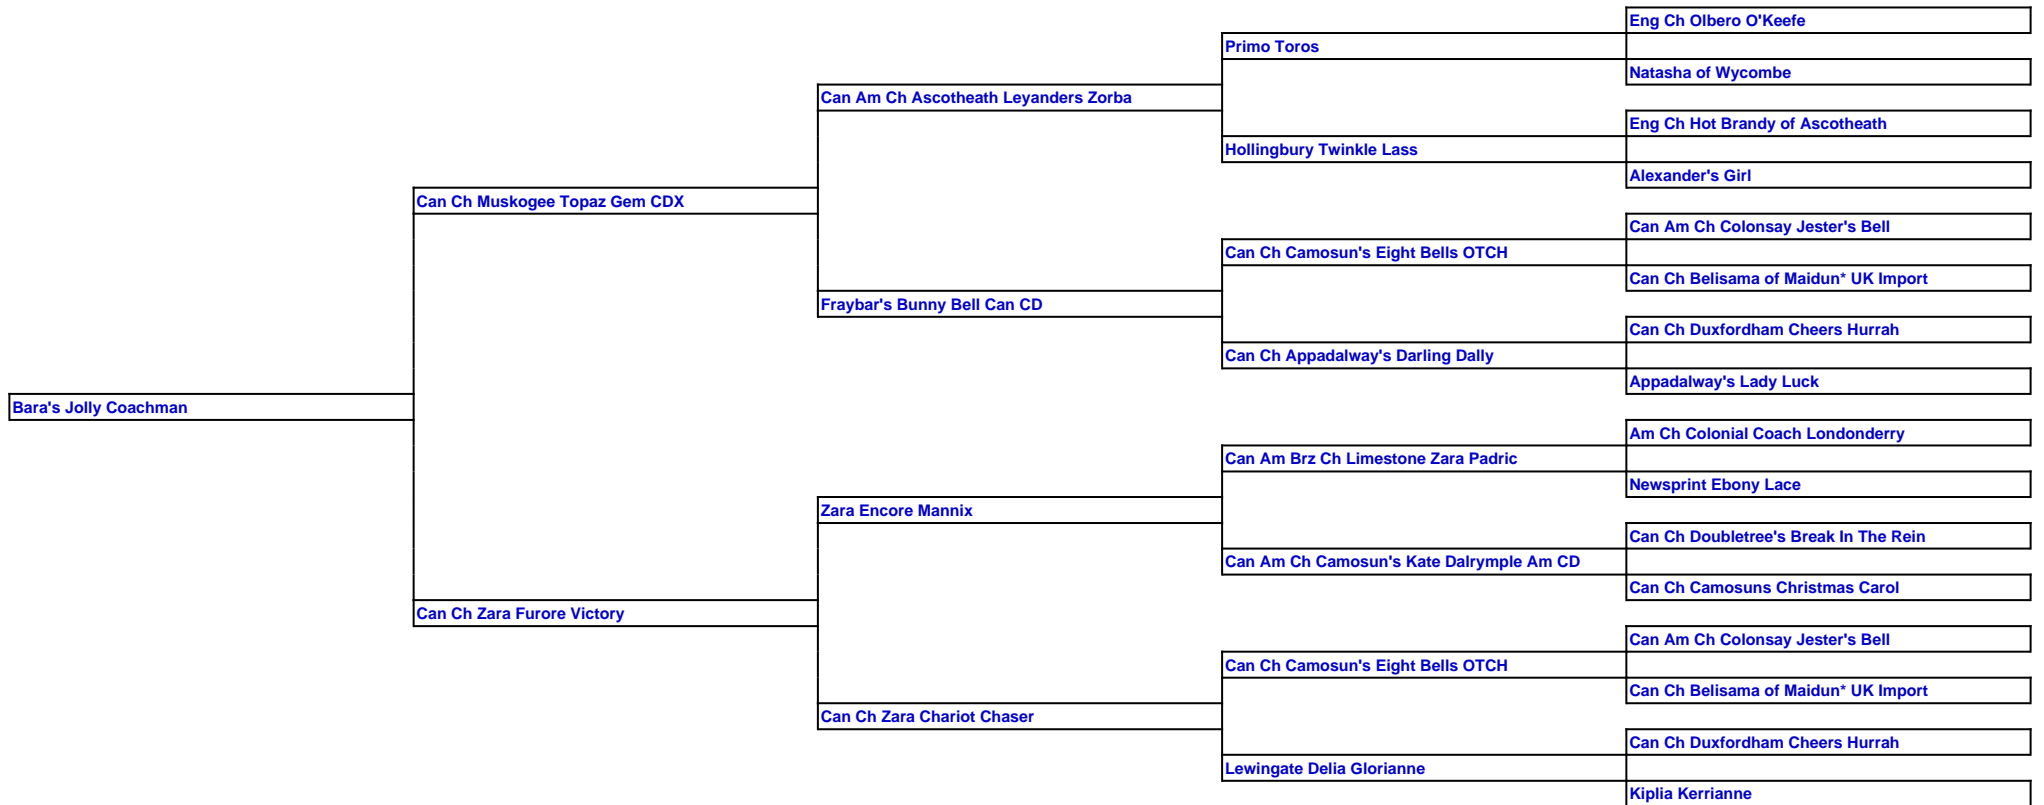 Eng Ch Olbero O'Keefe
Primo Toros
Natasha of Wycombe
Can Am Ch Ascotheath Leyanders Zorba
Eng Ch Hot Brandy of Ascotheath
Hollingbury Twinkle Lass
Alexander's Girl
Can Ch Muskogee Topaz Gem CDX
Can Am Ch Colonsay Jester's Bell
Can Ch Camosun's Eight Bells OTCH
Can Ch Belisama of Maidun* UK Import
Fraybar's Bunny Bell Can CD
Can Ch Duxfordham Cheers Hurrah
Can Ch Appadalway's Darling Dally
Appadalway's Lady Luck
Bara's Jolly Coachman
Am Ch Colonial Coach Londonderry
Can Am Brz Ch Limestone Zara Padric
Newsprint Ebony Lace
Zara Encore Mannix
Can Ch Doubletree's Break In The Rein
Can Am Ch Camosun's Kate Dalrymple Am CD
Can Ch Camosuns Christmas Carol
Can Ch Zara Furore Victory
Can Am Ch Colonsay Jester's Bell
Can Ch Camosun's Eight Bells OTCH
Can Ch Belisama of Maidun* UK Import
Can Ch Zara Chariot Chaser
Can Ch Duxfordham Cheers Hurrah
Lewingate Delia Glorianne
Kiplia Kerrianne